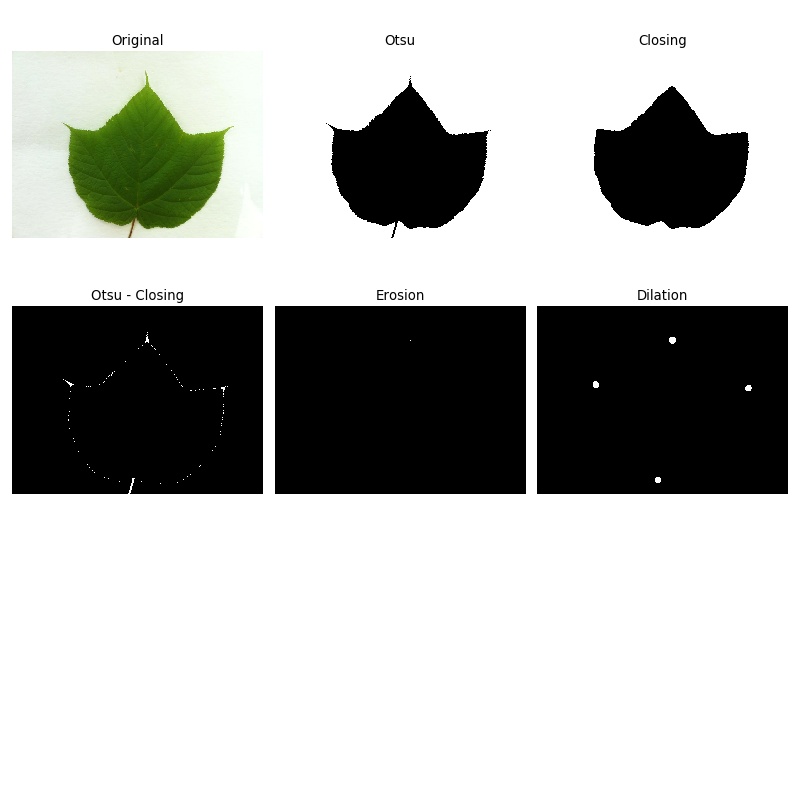 Original
Otsu
Closing
Otsu - Closing
Erosion
Dilation